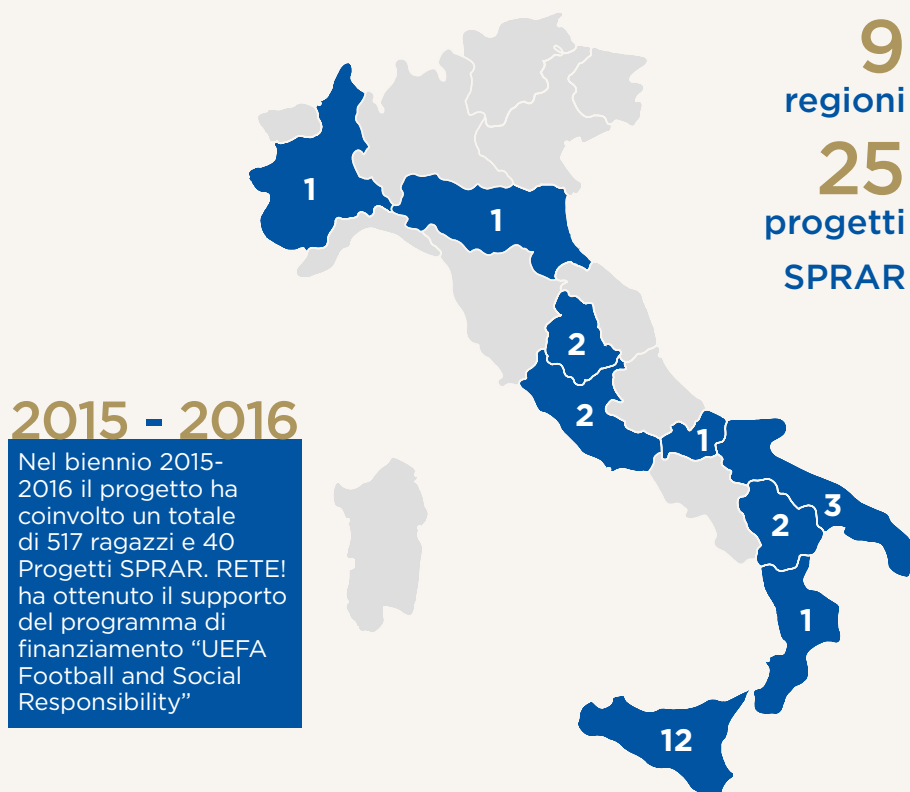 9
regioni
25
progetti
SPRAR
1
1
2
2
1
3
2
1
12
2015 - 2016
Nel biennio 2015-
2016 il progetto ha
coinvolto un totale
di 517 ragazzi e 40
Progetti SPRAR. RETE!
ha ottenuto il supporto
del programma di
finanziamento “UEFA
Football and Social
Responsibility”